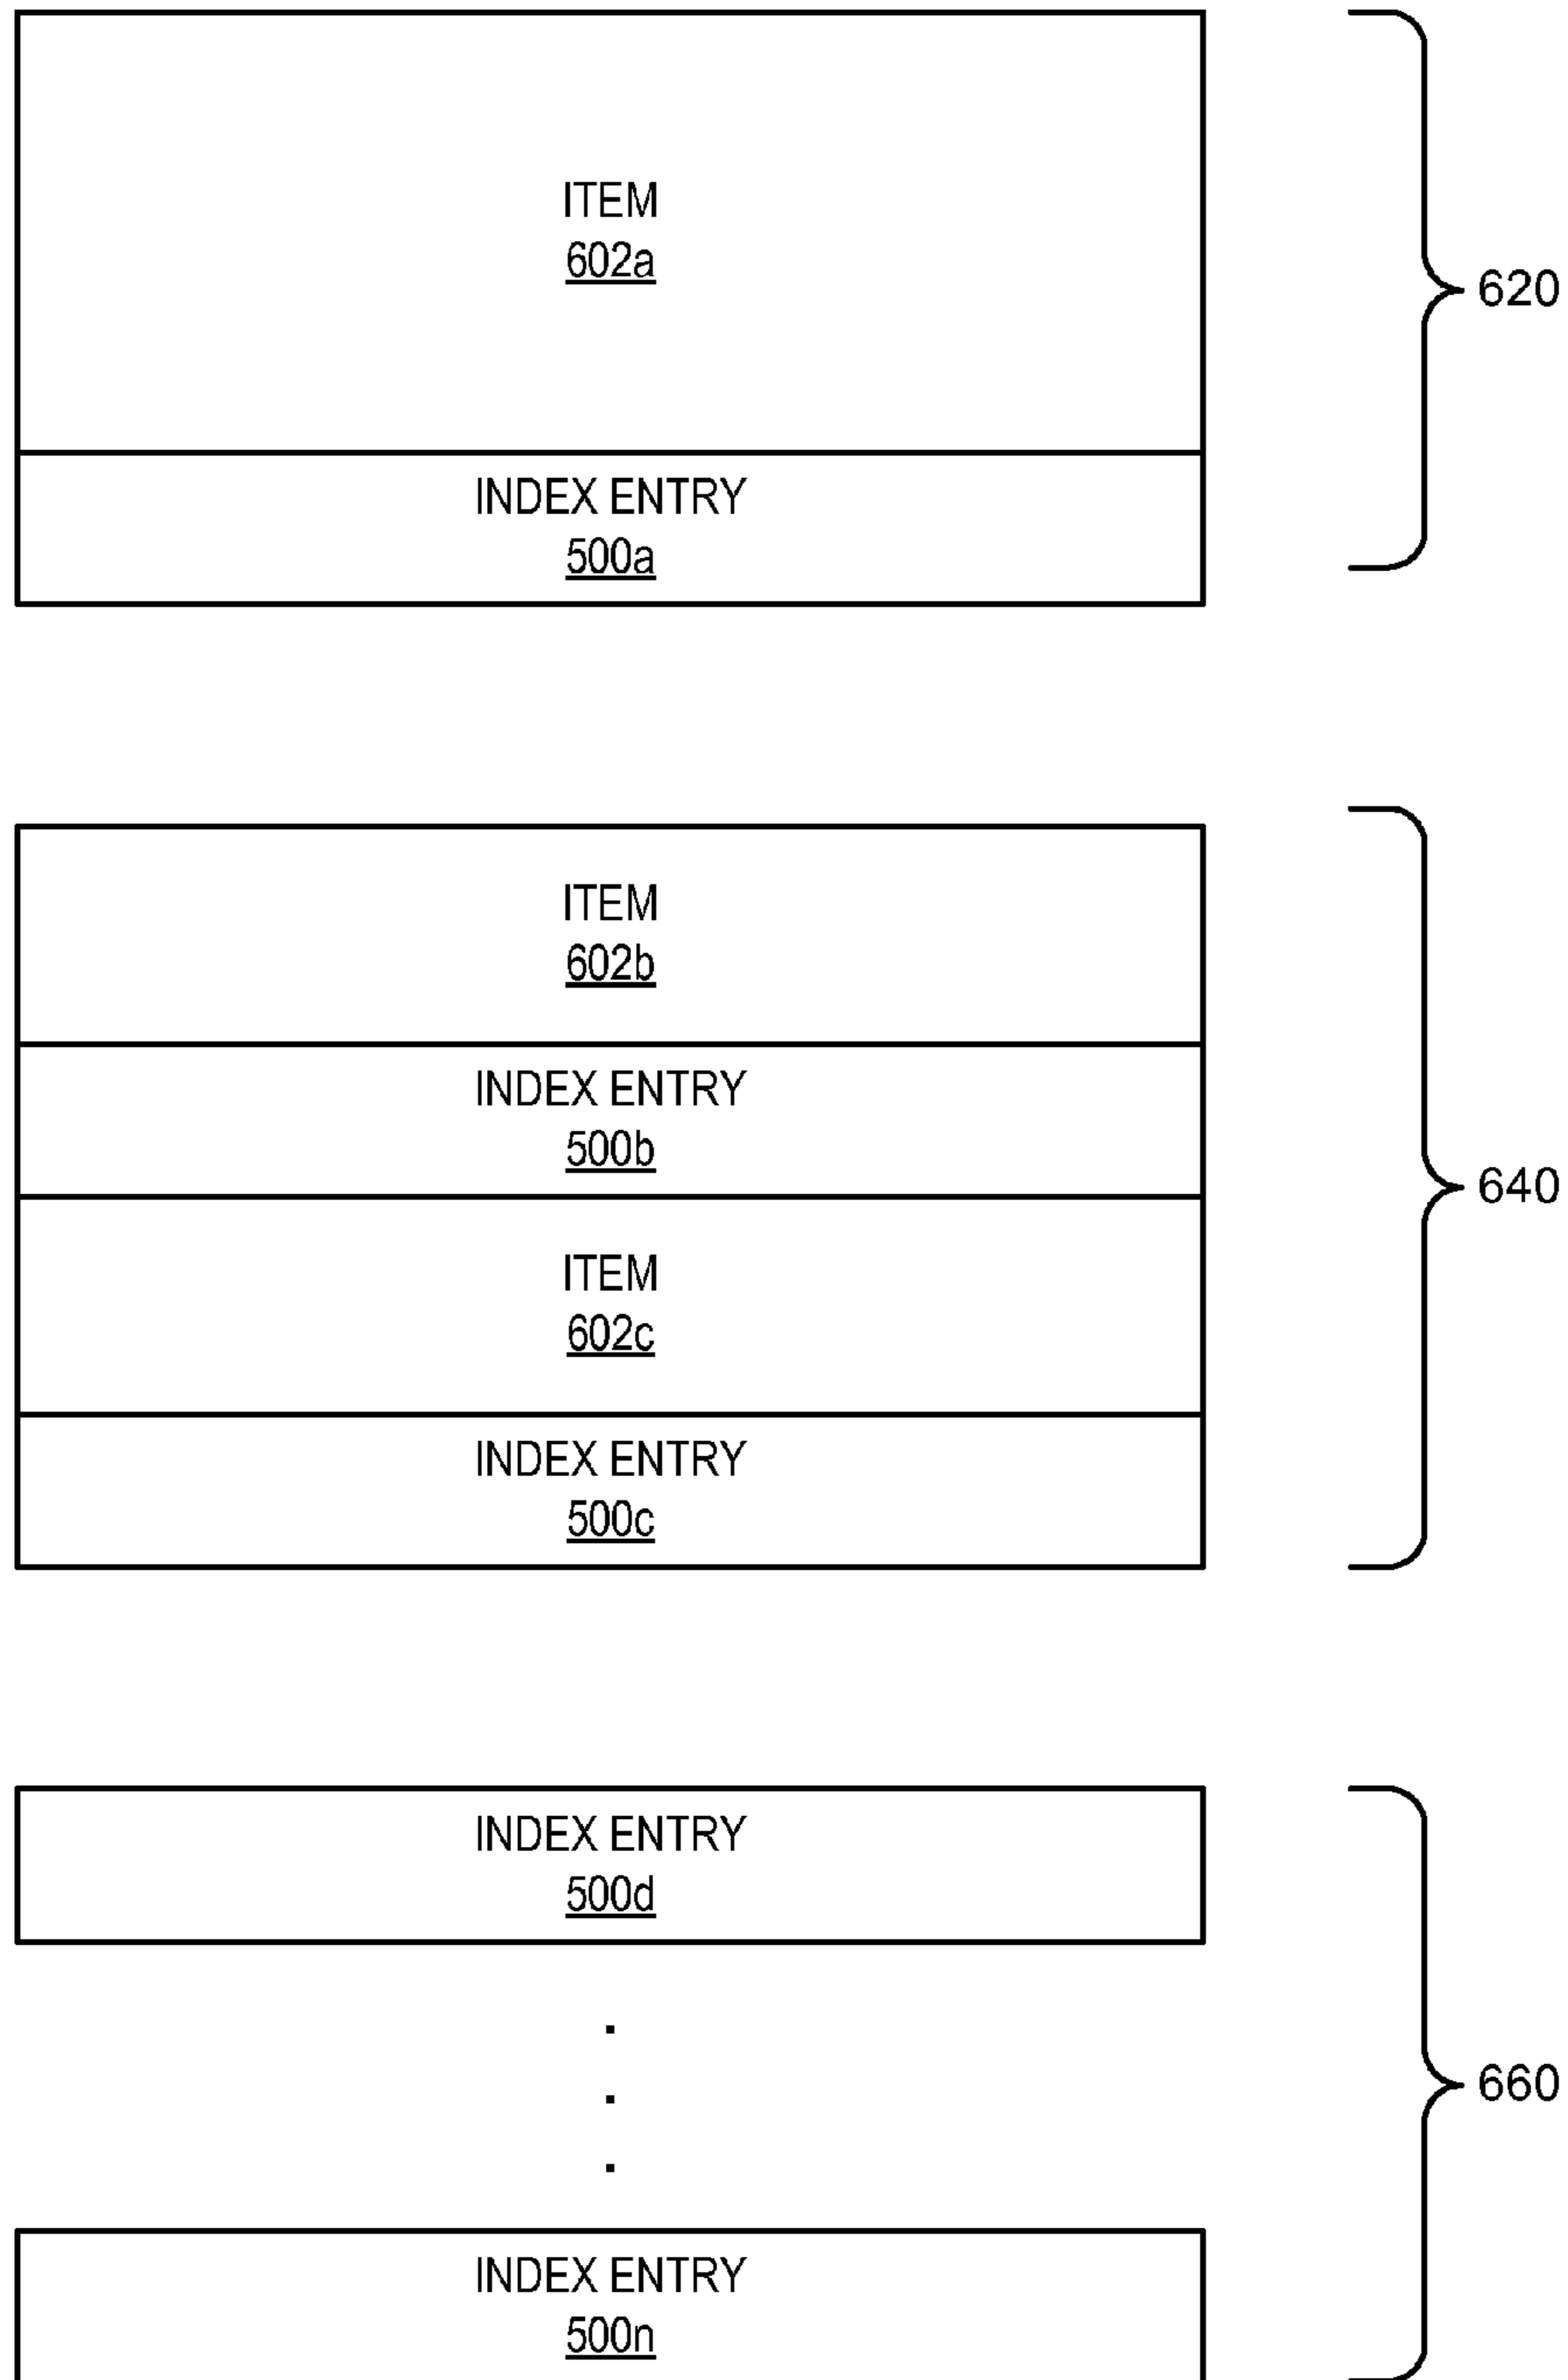 ITEM
602a
620
INDEX ENTRY
500a
ITEM
602b
INDEX ENTRY
500b
640
ITEM
602c
INDEX ENTRY
500c
INDEX ENTRY
500d
.
.
.
660
INDEX ENTRY
500n